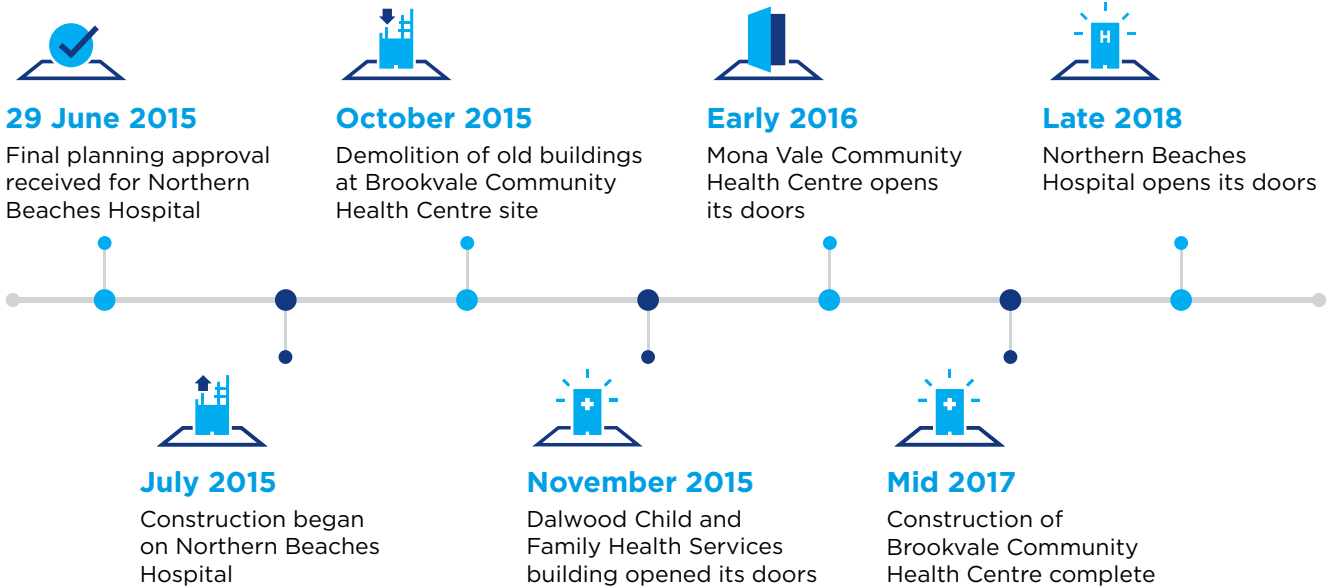 29 June 2015
Final planning approval
received for Northern
Beaches Hospital
October 2015
Demolition of old buildings
at Brookvale Community
Health Centre site
Early 2016
Mona Vale Community
Health Centre opens
its doors
H
Late 2018
Northern Beaches
Hospital opens its doors
July 2015
Construction began
on Northern Beaches
Hospital
November 2015
Dalwood Child and
Family Health Services
building opened its doors
Mid 2017
Construction of
Brookvale Community
Health Centre complete